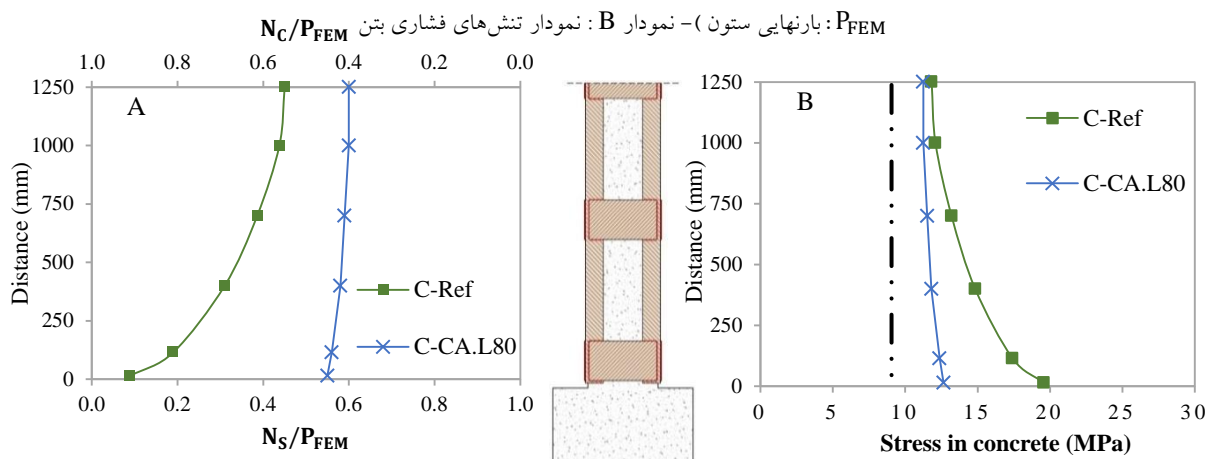 P_FEM: بارنهایی ستون )- نمودار B : نمودار تنش‌های فشاری بتن
N_C/P_FEM
1.0 0.8 0.6 0.4 0.2 0.0
A
1250
1000
750
500
250
0
Distance (mm)
C-Ref
C-CA.L80
0.0 0.2 0.4 0.6 0.8 1.0
N_S/P_FEM
B
1250
1000
750
500
250
0
Distance (mm)
C-Ref
C-CA.L80
0 5 10 15 20 25 30
Stress in concrete (MPa)